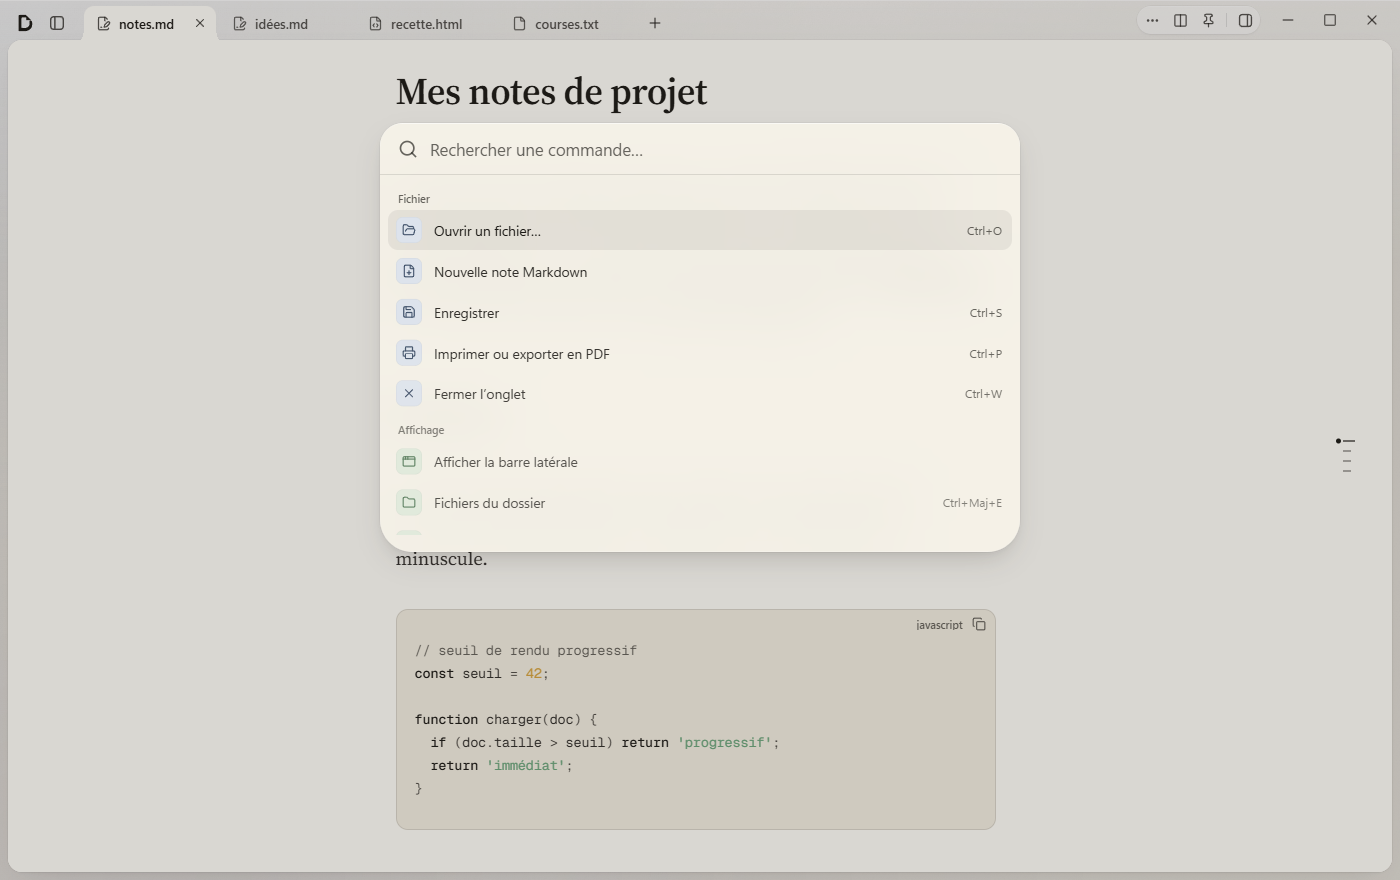 notes.md
idées.md
recette.html
courses.txt
Mes notes de projet
Rechercher une commande…
Fichier
Ouvrir un fichier… Ctrl+O
Nouvelle note Markdown
Enregistrer Ctrl+S
Imprimer ou exporter en PDF Ctrl+P
Fermer l’onglet Ctrl+W
Affichage
Afficher la barre latérale
Fichiers du dossier Ctrl+Maj+E
minuscule.
javascript
// seuil de rendu progressif
const seuil = 42;
function charger(doc) {
  if (doc.taille > seuil) return 'progressif';
  return 'immédiat';
}